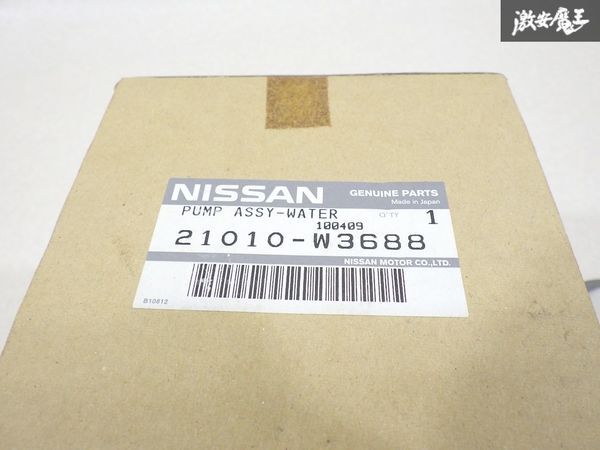 激安魔王
NISSAN
GENUINE PARTS
Made in Japan
PUMP ASSY-WATER
Q'TY
1
100409
21010-W3688
NISSAN MOTOR CO.,LTD.
B10812